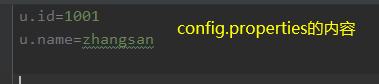 u.id=1001
config.properties的内容
u.name=zhangsan